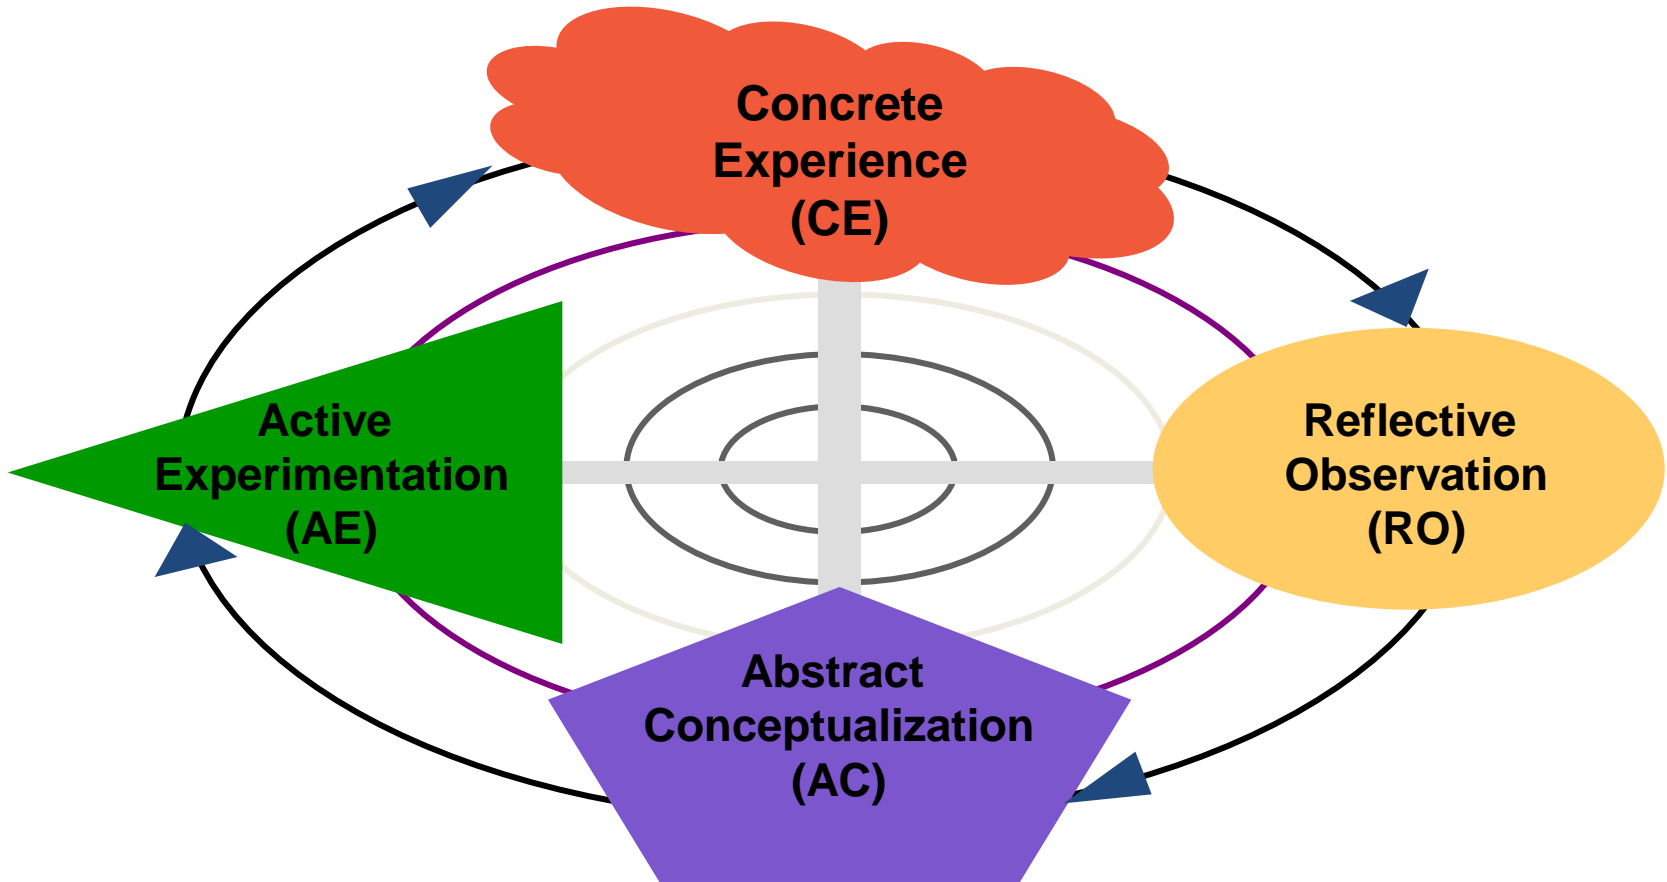 Concrete
Experience
(CE)
Active
Experimentation
(AE)
Reflective
Observation
(RO)
Abstract
Conceptualization
(AC)